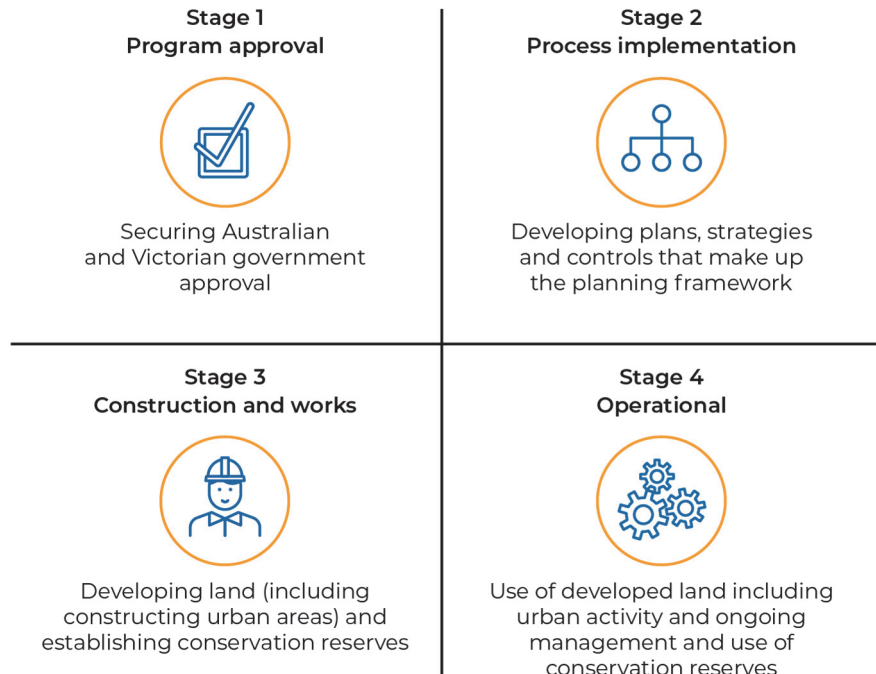 Stage 1
Program approval
Securing Australian
and Victorian government
approval
Stage 2
Process implementation
Developing plans, strategies
and controls that make up
the planning framework
Stage 3
Construction and works
Developing land (including
constructing urban areas) and
establishing conservation reserves
Stage 4
Operational
Use of developed land including
urban activity and ongoing
management and use of
conservation reserves